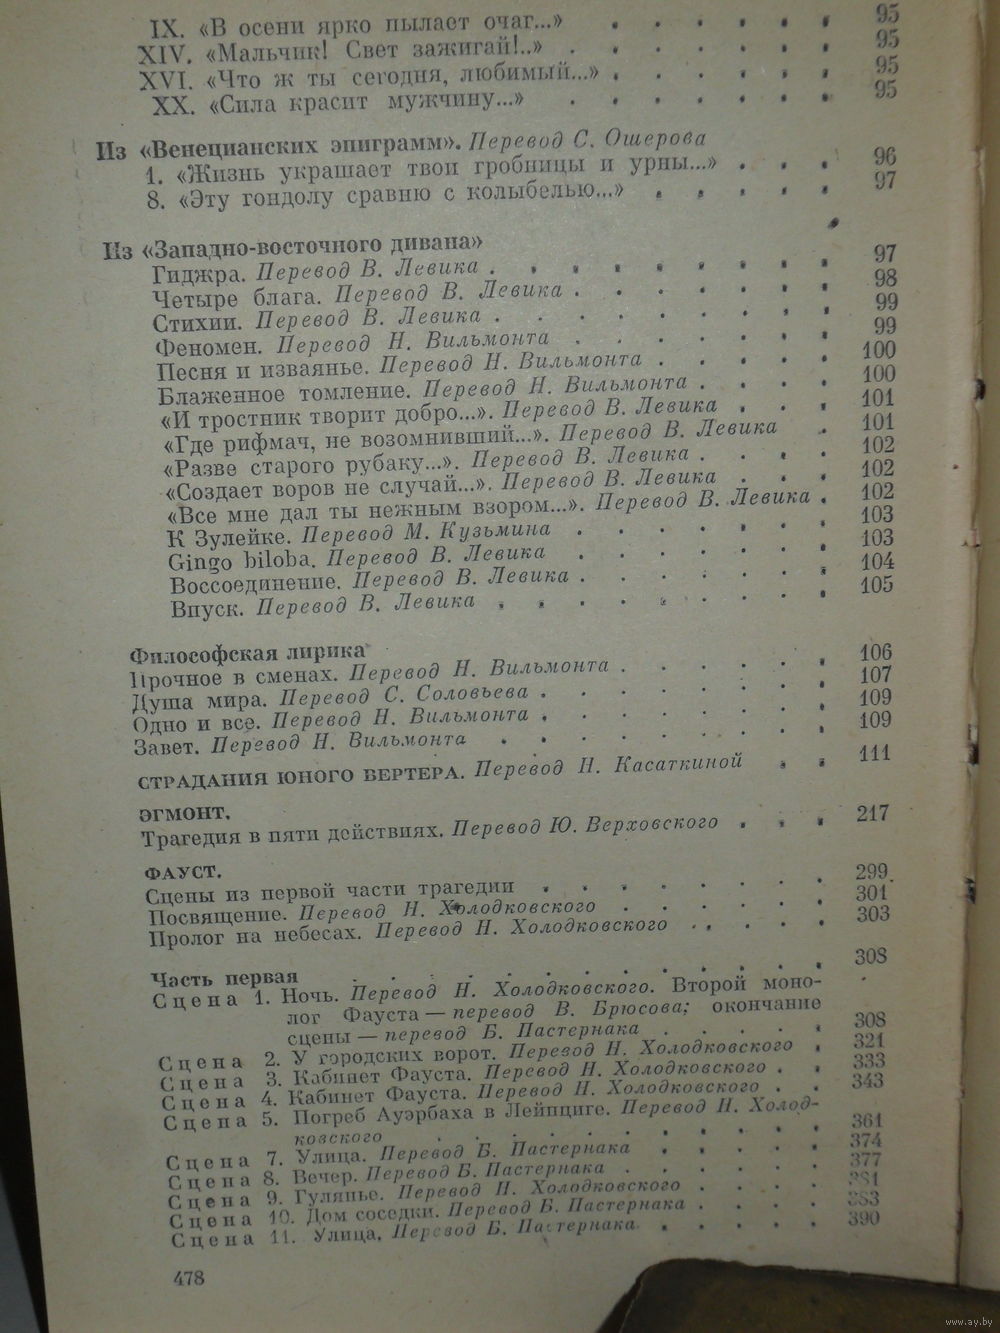 IX. «В осени ярко пылает очаг...» . . . . . . 95
XIV. «Мальчик! Свет зажигай!..» . . . . . . . 95
XVI. «Что ж ты сегодня, любимый...» . . . . . . 95
XX. «Сила красит мужчину...» . . . . . . . 95
Из «Венецианских эпиграмм». Перевод С. Ошерова
1. «Жизнь украшает твои гробницы и урны...» . . . 96
8. «Эту гондолу сравню с колыбелью...» . . . . . 97
Из «Западно-восточного дивана»
Гиджра. Перевод В. Левика . . . . . . . . . 97
Четыре блага. Перевод В. Левика . . . . . . . 98
Стихии. Перевод В. Левика . . . . . . . . . 99
Феномен. Перевод Н. Вильмонта . . . . . . . 99
Песня и изваянье. Перевод Н. Вильмонта . . . . . 100
Блаженное томление. Перевод Н. Вильмонта . . . . 100
«И тростник творит добро...». Перевод В. Левика . . . 101
«Где рифмач, не возомнивший...». Перевод В. Левика . 101
«Разве старого рубаку...». Перевод В. Левика . . . . 102
«Создает воров не случай...». Перевод В. Левика . . . 102
«Все мне дал ты нежным взором...». Перевод В. Левика . 102
К Зулейке. Перевод М. Кузьмина . . . . . . . 103
Gingo biloba. Перевод В. Левика . . . . . . . 103
Воссоединение. Перевод В. Левика . . . . . . . 104
Впуск. Перевод В. Левика . . . . . . . . . 105
Философская лирика
Прочное в сменах. Перевод Н. Вильмонта . . . . . . 106
Душа мира. Перевод С. Соловьева . . . . . . . . 107
Одно и все. Перевод Н. Вильмонта . . . . . . . . 109
Завет. Перевод Н. Вильмонта . . . . . . . . . 109
СТРАДАНИЯ ЮНОГО ВЕРТЕРА. Перевод Н. Касаткиной . . 111
ЭГМОНТ.
Трагедия в пяти действиях. Перевод Ю. Верховского . . . 217
ФАУСТ.
Сцены из первой части трагедии . . . . . . . . 299
Посвящение. Перевод Н. Холодковского . . . . . . 301
Пролог на небесах. Перевод Н. Холодковского . . . . . 303
Часть первая . . . . . . . . . . . . 308
Сцена 1. Ночь. Перевод Н. Холодковского. Второй моно-
лог Фауста — перевод В. Брюсова; окончание
сцены — перевод Б. Пастернака . . . . . 308
Сцена 2. У городских ворот. Перевод Н. Холодковского . 321
Сцена 3. Кабинет Фауста. Перевод Н. Холодковского . . 333
Сцена 4. Кабинет Фауста. Перевод Н. Холодковского . . 343
Сцена 5. Погреб Ауэрбаха в Лейпциге. Перевод Н. Холод-
ковского . . . . . . . . . . . 361
Сцена 7. Улица. Перевод Б. Пастернака . . . . . 374
Сцена 8. Вечер. Перевод Б. Пастернака . . . . . 377
Сцена 9. Гулянье. Перевод Н. Холодковского . . . . 381
Сцена 10. Дом соседки. Перевод Б. Пастернака . . . . 383
Сцена 11. Улица. Перевод Б. Пастернака . . . . . 390
478
www.ay.by